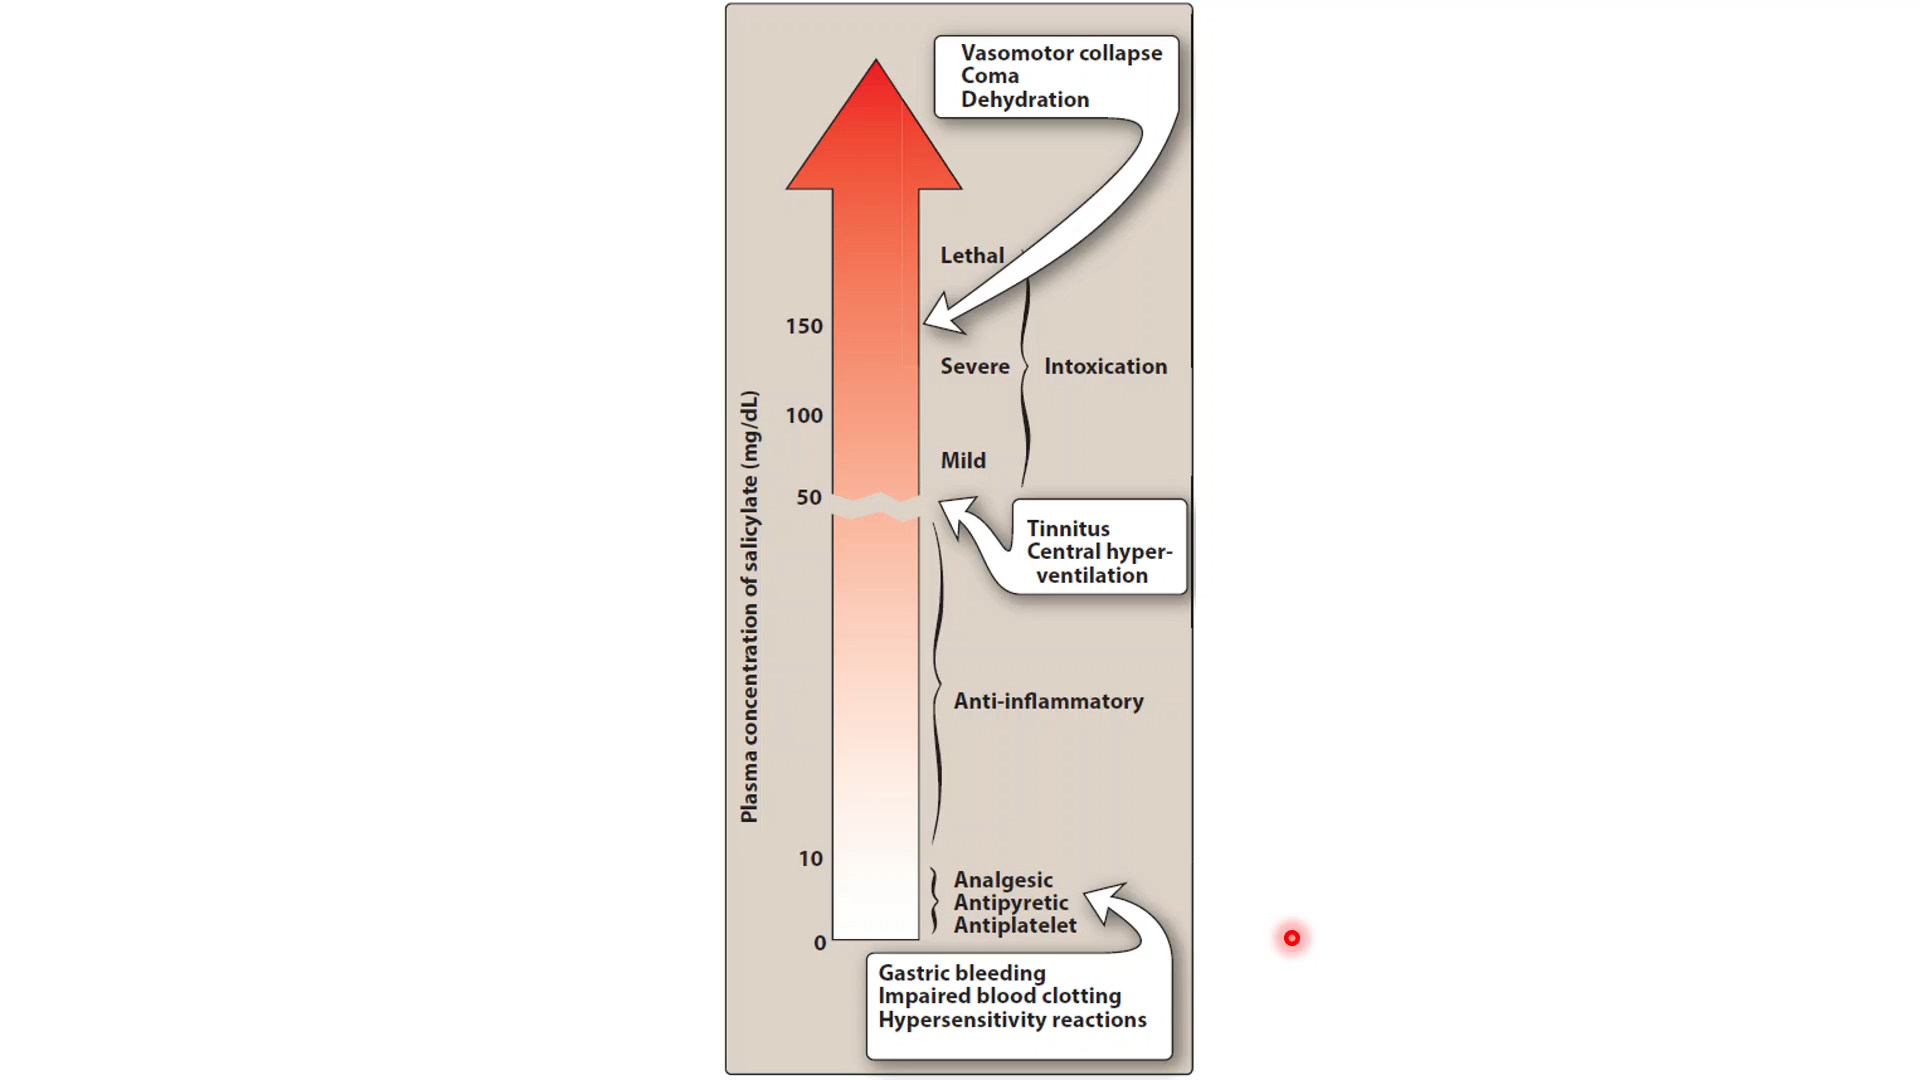 Vasomotor collapse
Coma
Dehydration
Lethal
150
Severe
Intoxication
100
Mild
50
Tinnitus
Central hyper-
ventilation
Plasma concentration of salicylate (mg/dL)
Anti-inflammatory
10
Analgesic
Antipyretic
Antiplatelet
0
Gastric bleeding
Impaired blood clotting
Hypersensitivity reactions